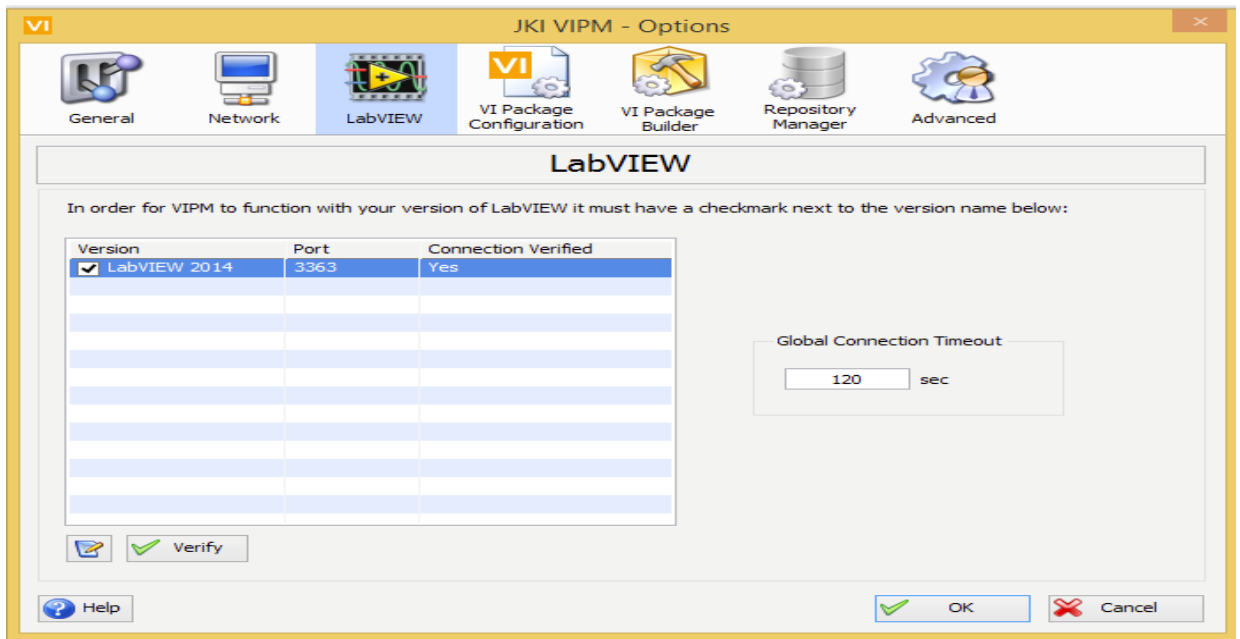 VI JKI VIPM - Options
General
Network
LabVIEW
VI
VI Package
Configuration
VI Package
Builder
Repository
Manager
Advanced
LabVIEW
In order for VIPM to function with your version of LabVIEW it must have a checkmark next to the version name below:
Version Port Connection Verified
LabVIEW 2014 3363 Yes
Global Connection Timeout
120 sec
Verify
Help OK Cancel